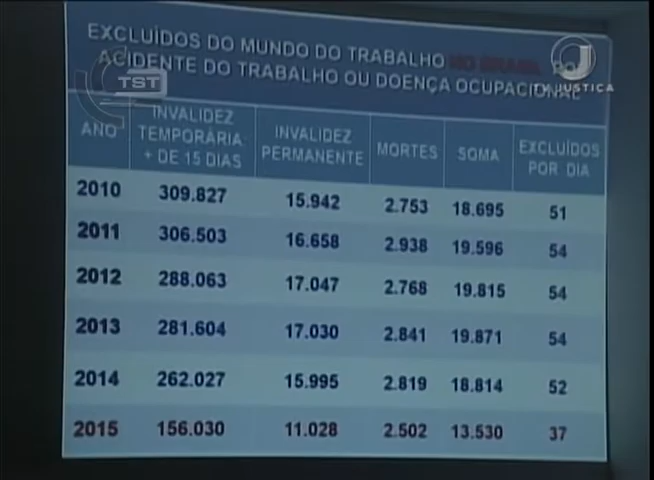 EXCLUÍDOS DO MUNDO DO TRABALHO NO BRASIL POR
ACIDENTE DO TRABALHO OU DOENÇA OCUPACIONAL
TST
J
TV JUSTIÇA
ANO
INVALIDEZ
TEMPORÁRIA
+ DE 15 DIAS
INVALIDEZ
PERMANENTE
MORTES
SOMA
EXCLUÍDOS
POR DIA
2010 309.827 15.942 2.753 18.695 51
2011 306.503 16.658 2.938 19.596 54
2012 288.063 17.047 2.768 19.815 54
2013 281.604 17.030 2.841 19.871 54
2014 262.027 15.995 2.819 18.814 52
2015 156.030 11.028 2.502 13.530 37